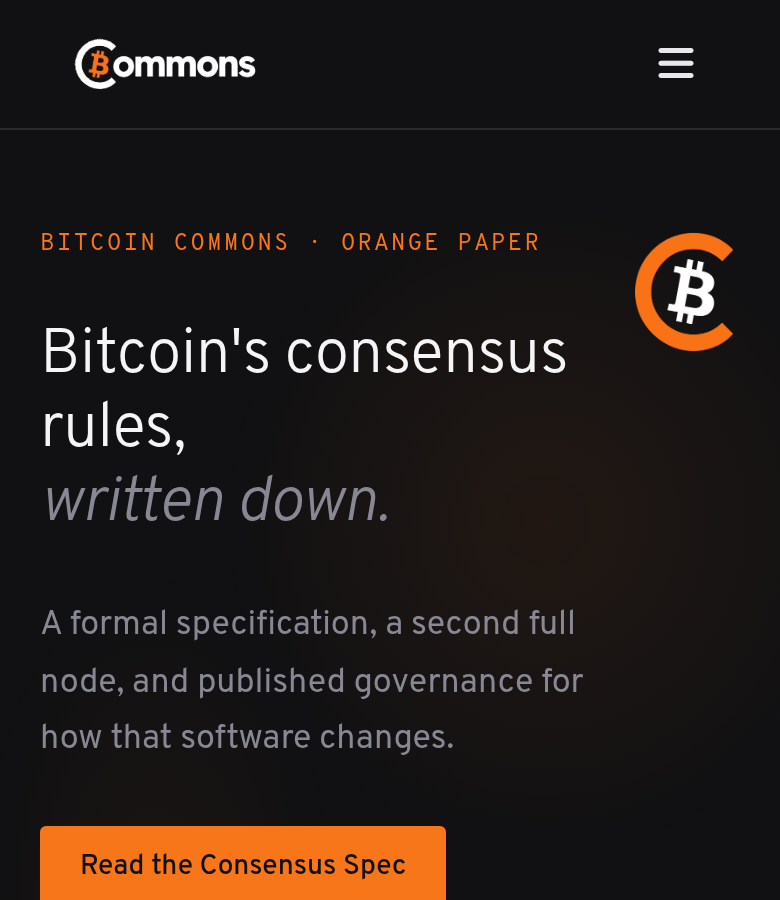 Commons
BITCOIN COMMONS · ORANGE PAPER
Bitcoin's consensus
rules,
written down.
A formal specification, a second full
node, and published governance for
how that software changes.
Read the Consensus Spec